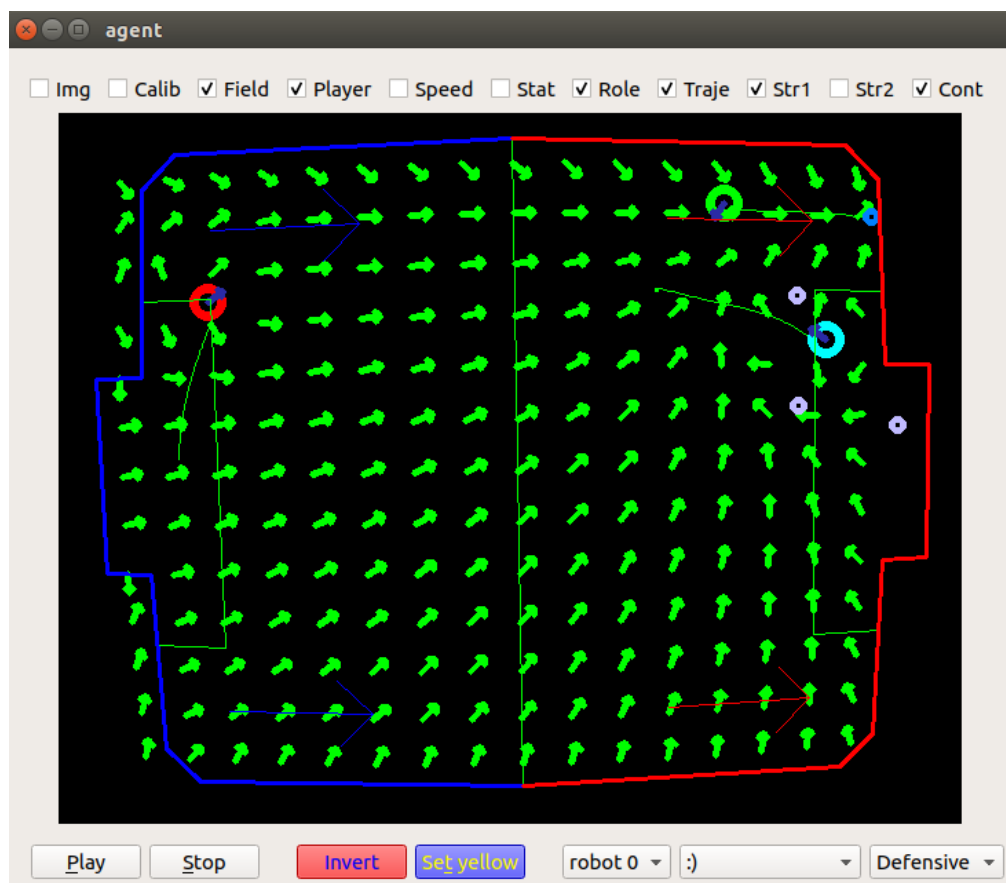 agent
Img Calib Field Player Speed Stat Role Traje Str1 Str2 Cont
Play Stop Invert Set yellow robot 0 :) Defensive